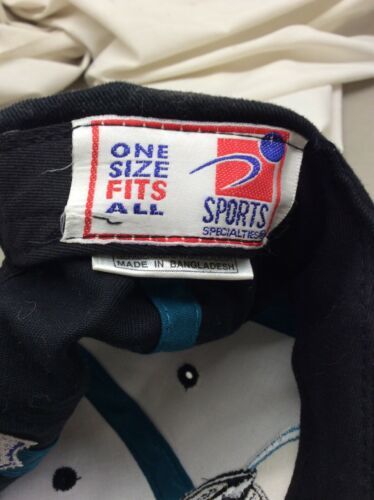 ONE
SIZE
FITS
ALL
SPORTS
SPECIALTIES
MADE IN BANGLADESH